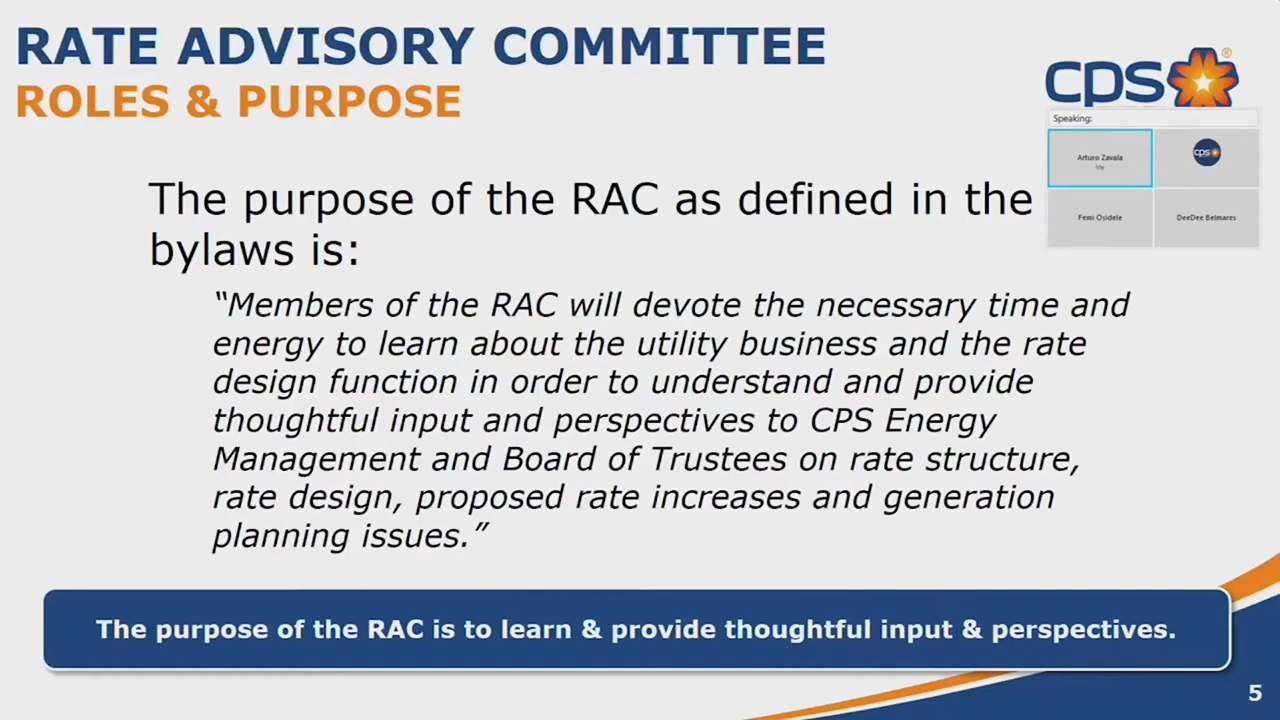 RATE ADVISORY COMMITTEE
ROLES & PURPOSE
cps
®
Speaking:
Arturo Zavala
Me
cps
Femi Osidele
DeeDee Belmares
The purpose of the RAC as defined in the
bylaws is:
“Members of the RAC will devote the necessary time and
energy to learn about the utility business and the rate
design function in order to understand and provide
thoughtful input and perspectives to CPS Energy
Management and Board of Trustees on rate structure,
rate design, proposed rate increases and generation
planning issues.”
The purpose of the RAC is to learn & provide thoughtful input & perspectives.
5